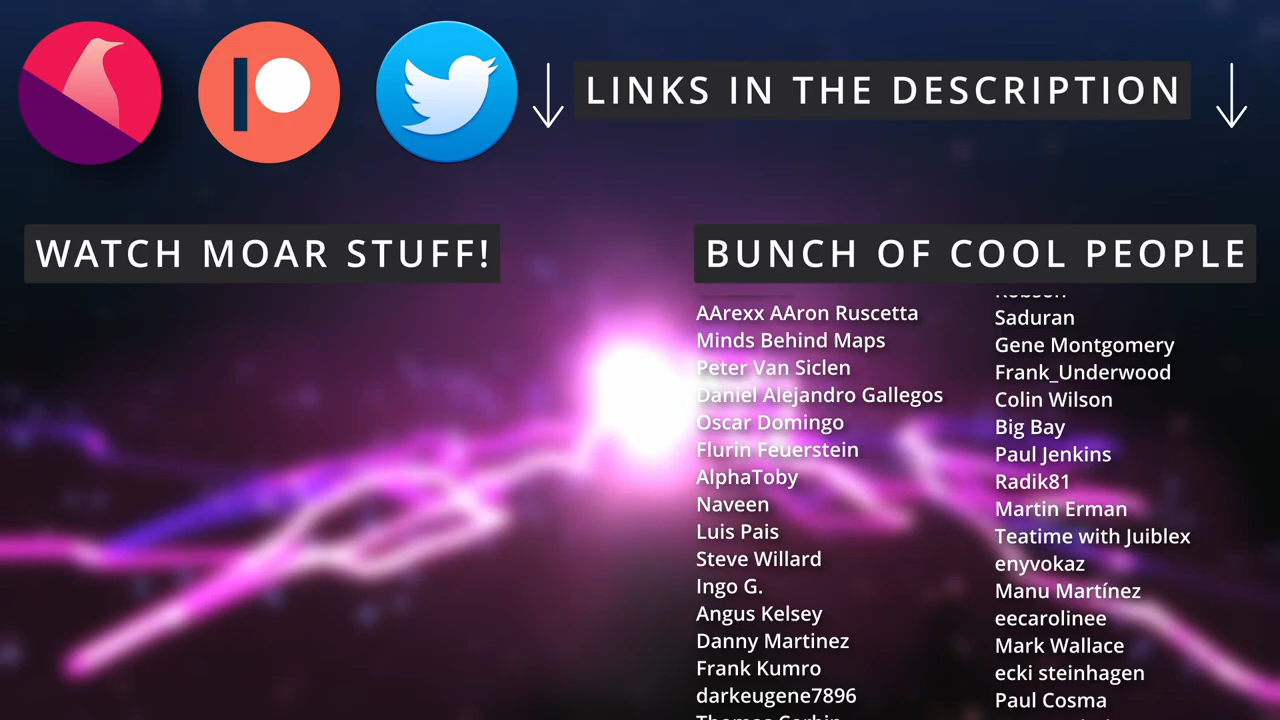 LINKS IN THE DESCRIPTION
WATCH MOAR STUFF!
BUNCH OF COOL PEOPLE
AArexx AAron Ruscetta
Minds Behind Maps
Peter Van Siclen
Daniel Alejandro Gallegos
Oscar Domingo
Flurin Feuerstein
AlphaToby
Naveen
Luis Pais
Steve Willard
Ingo G.
Angus Kelsey
Danny Martinez
Frank Kumro
darkeugene7896
Saduran
Gene Montgomery
Frank_Underwood
Colin Wilson
Big Bay
Paul Jenkins
Radik81
Martin Erman
Teatime with Juiblex
enyvokaz
Manu Martínez
eecarolinee
Mark Wallace
ecki steinhagen
Paul Cosma